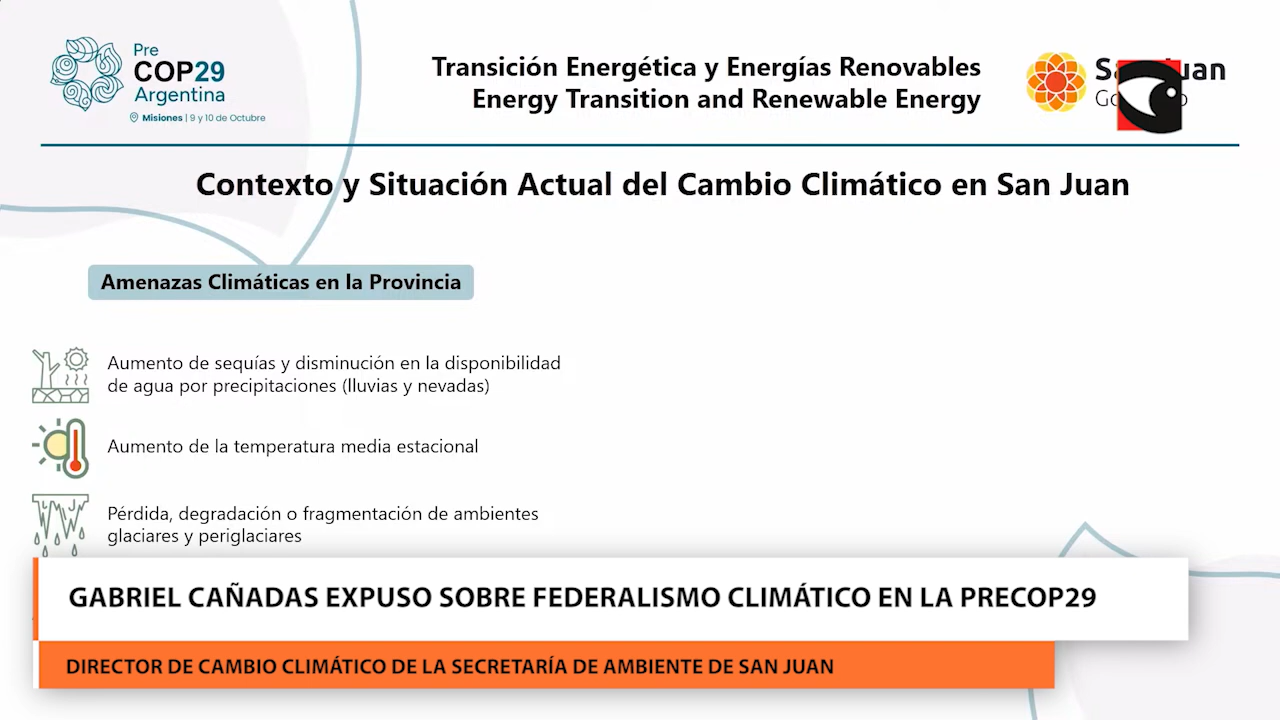 Pre
COP29
Argentina
Misiones | 9 y 10 de Octubre
Transición Energética y Energías Renovables
Energy Transition and Renewable Energy
Contexto y Situación Actual del Cambio Climático en San Juan
Amenazas Climáticas en la Provincia
Aumento de sequías y disminución en la disponibilidad
de agua por precipitaciones (lluvias y nevadas)
Aumento de la temperatura media estacional
Pérdida, degradación o fragmentación de ambientes
glaciares y periglaciares
GABRIEL CAÑADAS EXPUSO SOBRE FEDERALISMO CLIMÁTICO EN LA PRECOP29
DIRECTOR DE CAMBIO CLIMÁTICO DE LA SECRETARÍA DE AMBIENTE DE SAN JUAN